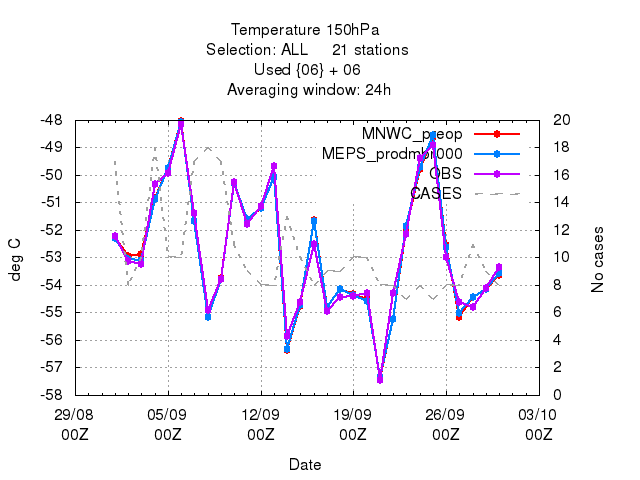 Temperature 150hPa
Selection: ALL 21 stations
Used {06} + 06
Averaging window: 24h
MNWC_preop
MEPS_prodmbr000
OBS
CASES
deg C
-48
-49
-50
-51
-52
-53
-54
-55
-56
-57
-58
20
18
16
14
12
10
8
6
4
2
0
No cases
29/08 05/09 12/09 19/09 26/09 03/10
00Z 00Z 00Z 00Z 00Z 00Z
Date